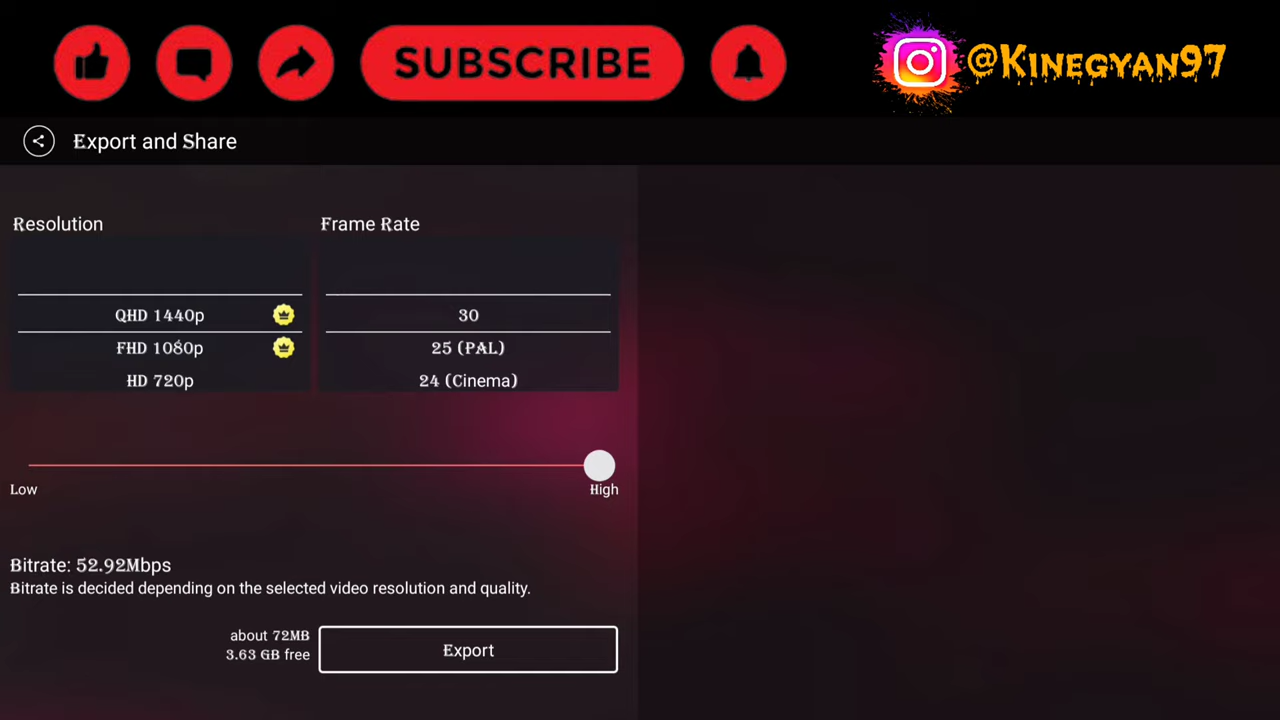 SUBSCRIBE
@Kinegyan97
Export and Share
Resolution
Frame Rate
QHD 1440p
30
FHD 1080p
25 (PAL)
HD 720p
24 (Cinema)
Low
High
Bitrate: 52.92Mbps
Bitrate is decided depending on the selected video resolution and quality.
about 72MB
3.63 GB free
Export